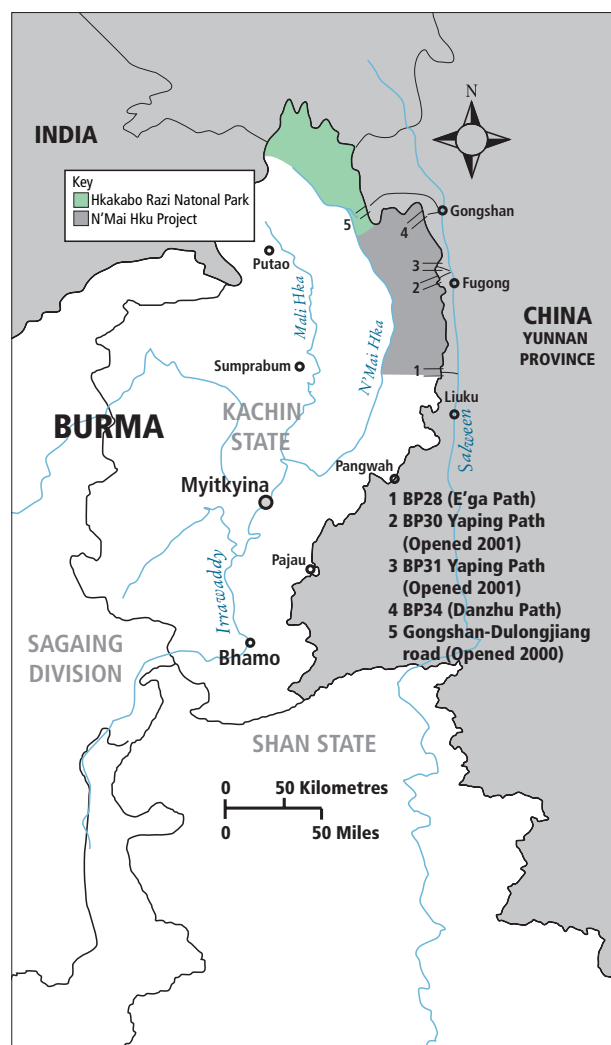 N
INDIA
Key
Hkakabo Razi Natonal Park
N'Mai Hku Project
Gongshan
5
4
Putao
3
2
Fugong
Mali Hka
N'Mai Hka
CHINA
YUNNAN
PROVINCE
Sumprabum
1
Liuku
BURMA
KACHIN
STATE
Salween
Pangwah
Myitkyina
1 BP28 (E'ga Path)
2 BP30 Yaping Path
(Opened 2001)
3 BP31 Yaping Path
(Opened 2001)
4 BP34 (Danzhu Path)
5 Gongshan-Dulongjiang
road (Opened 2000)
Pajau
Irrawaddy
Bhamo
SAGAING
DIVISION
SHAN STATE
0 50 Kilometres
0 50 Miles